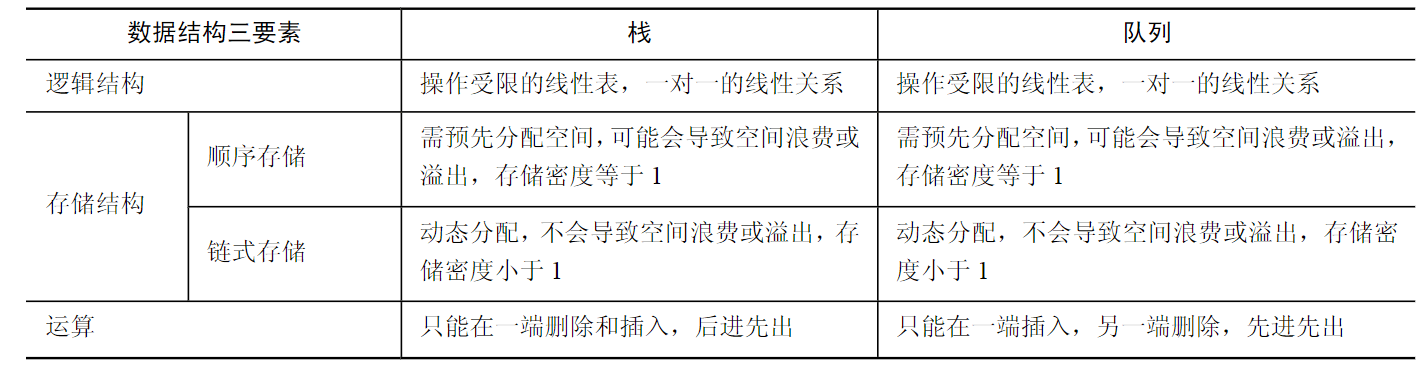 数据结构三要素 栈 队列
逻辑结构 操作受限的线性表，一对一的线性关系 操作受限的线性表，一对一的线性关系
存储结构
顺序存储
需预先分配空间，可能会导致空间浪费或
溢出，存储密度等于 1
需预先分配空间，可能会导致空间浪费或溢出，
存储密度等于 1
链式存储
动态分配，不会导致空间浪费或溢出，存
储密度小于 1
动态分配，不会导致空间浪费或溢出，存储密
度小于 1
运算 只能在一端删除和插入，后进先出 只能在一端插入，另一端删除，先进先出